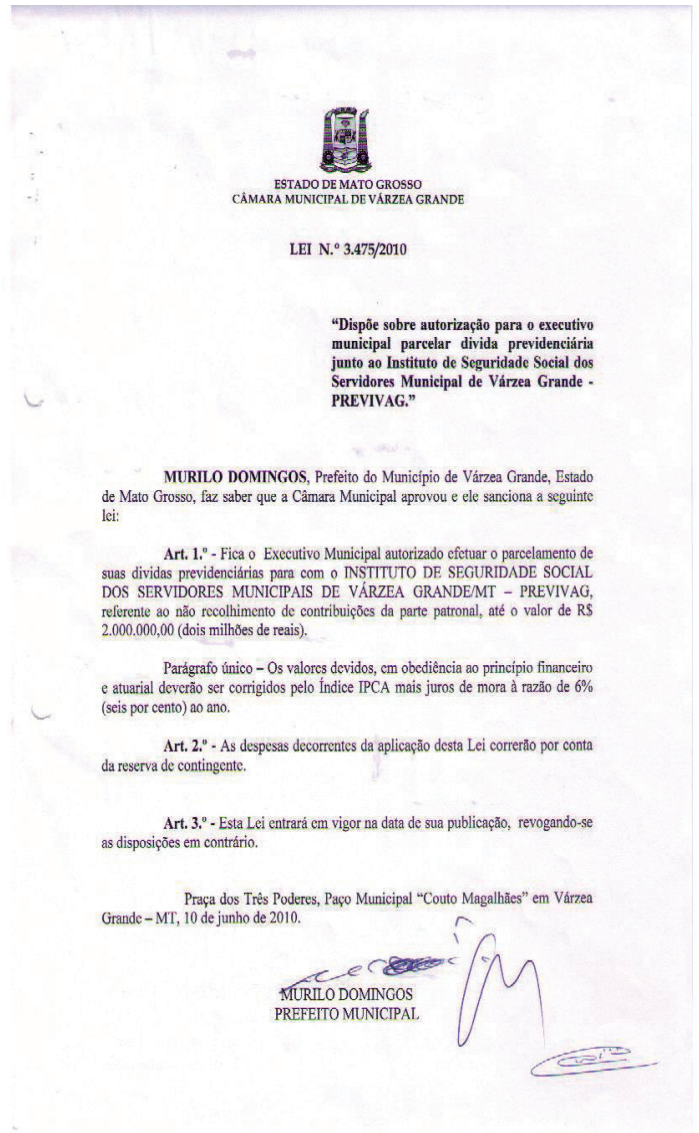 ESTADO DE MATO GROSSO
CÂMARA MUNICIPAL DE VÁRZEA GRANDE
LEI N.º 3.475/2010
“Dispõe sobre autorização para o executivo
municipal parcelar divida previdenciária
junto ao Instituto de Seguridade Social dos
Servidores Municipal de Várzea Grande -
PREVIVAG.”
MURILO DOMINGOS, Prefeito do Município de Várzea Grande, Estado
de Mato Grosso, faz saber que a Câmara Municipal aprovou e ele sanciona a seguinte
lei:
Art. 1.º - Fica o Executivo Municipal autorizado efetuar o parcelamento de
suas dividas previdenciárias para com o INSTITUTO DE SEGURIDADE SOCIAL
DOS SERVIDORES MUNICIPAIS DE VÁRZEA GRANDE/MT – PREVIVAG,
referente ao não recolhimento de contribuições da parte patronal, até o valor de R$
2.000.000,00 (dois milhões de reais).
Parágrafo único – Os valores devidos, em obediência ao princípio financeiro
e atuarial deverão ser corrigidos pelo Índice IPCA mais juros de mora à razão de 6%
(seis por cento) ao ano.
Art. 2.º - As despesas decorrentes da aplicação desta Lei correrão por conta
da reserva de contingente.
Art. 3.º - Esta Lei entrará em vigor na data de sua publicação, revogando-se
as disposições em contrário.
Praça dos Três Poderes, Paço Municipal “Couto Magalhães” em Várzea
Grande – MT, 10 de junho de 2010.
MURILO DOMINGOS
PREFEITO MUNICIPAL